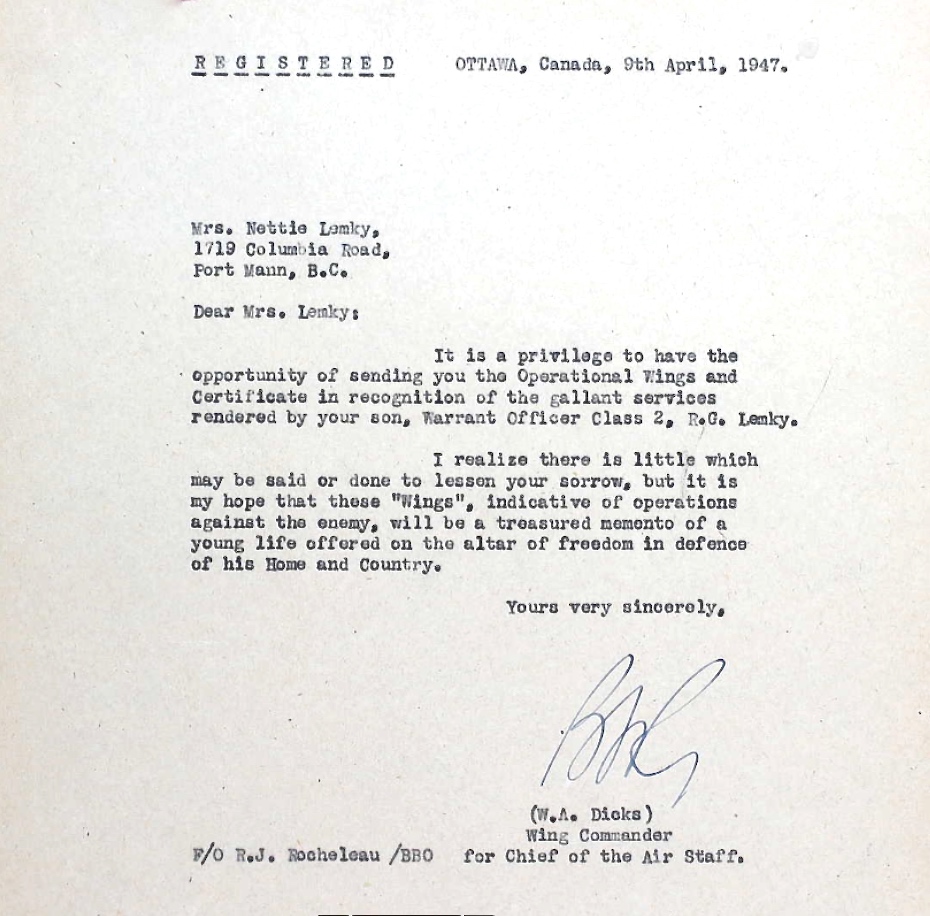 REGISTERED OTTAWA, Canada, 9th April, 1947.
Mrs. Nettie Lemky,
1719 Columbia Road,
Port Mann, B.C.
Dear Mrs. Lemky:
It is a privilege to have the
opportunity of sending you the Operational Wings and
Certificate in recognition of the gallant services
rendered by your son, Warrant Officer Class 2, R.G. Lemky.
I realize there is little which
may be said or done to lessen your sorrow, but it is
my hope that these "Wings", indicative of operations
against the enemy, will be a treasured memento of a
young life offered on the altar of freedom in defence
of his Home and Country.
Yours very sincerely,
(W.A. Dicks)
Wing Commander
F/O R.J. Rocheleau /BBO for Chief of the Air Staff.